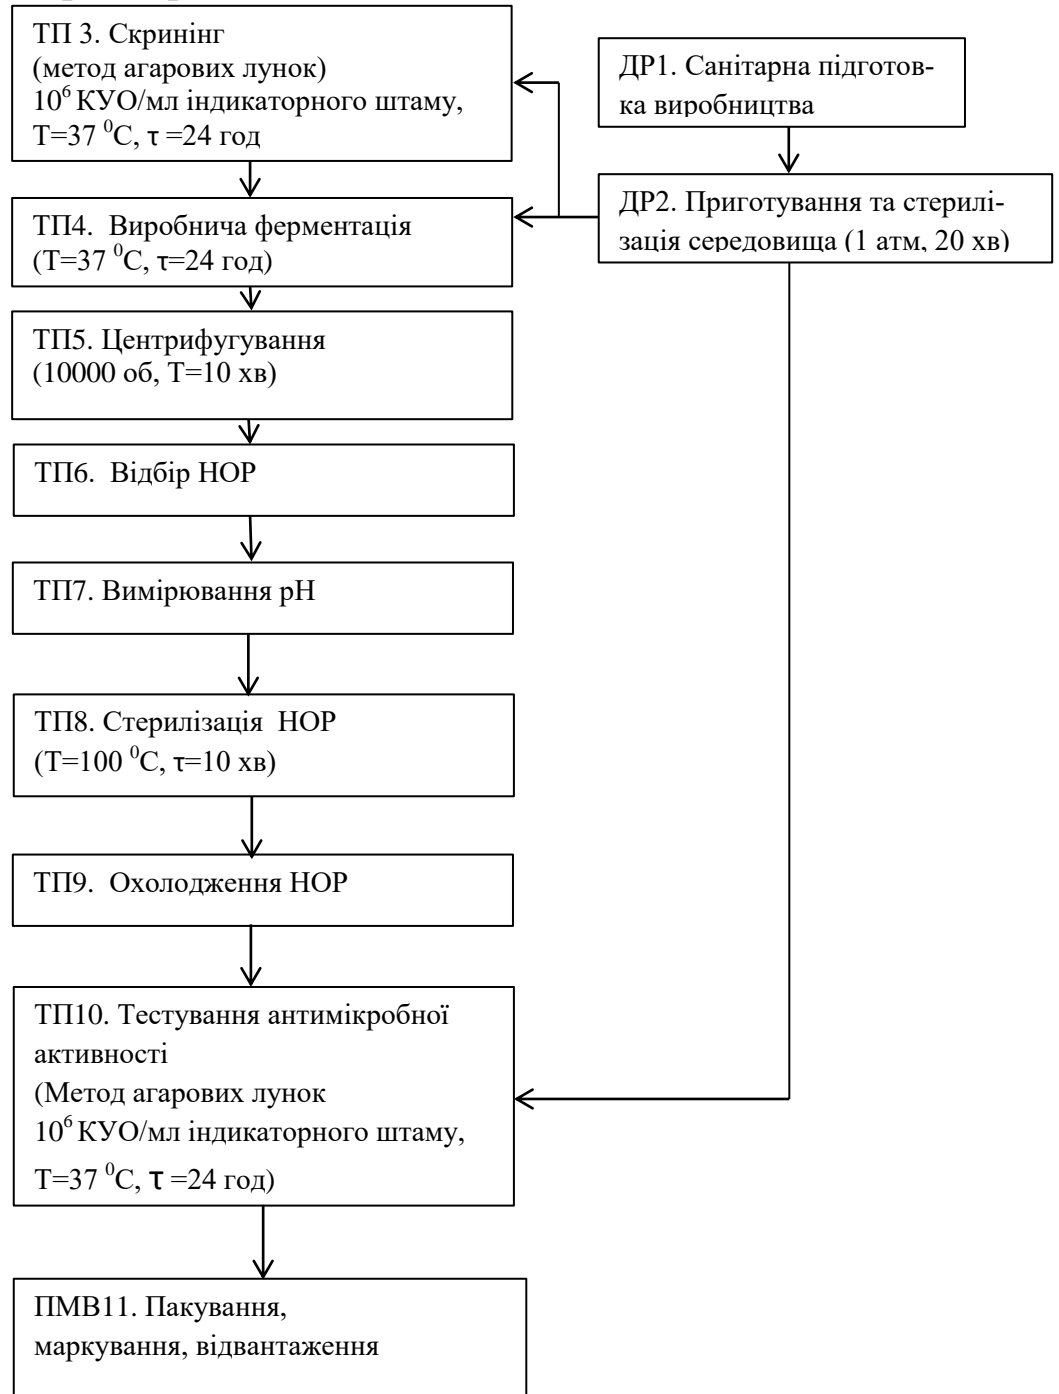 ТП 3. Скринінг
(метод агарових лунок)
10⁶ КУО/мл індикаторного штаму,
Т=37 ⁰С, τ =24 год
ДР1. Санітарна підготов-
ка виробництва
ДР2. Приготування та стерилі-
зація середовища (1 атм, 20 хв)
ТП4. Виробнича ферментація
(Т=37 ⁰С, τ=24 год)
ТП5. Центрифугування
(10000 об, Т=10 хв)
ТП6. Відбір НОР
ТП7. Вимірювання рН
ТП8. Стерилізація НОР
(Т=100 ⁰С, τ=10 хв)
ТП9. Охолодження НОР
ТП10. Тестування антимікробної
активності
(Метод агарових лунок
10⁶ КУО/мл індикаторного штаму,
Т=37 ⁰С, τ =24 год)
ПМВ11. Пакування,
маркування, відвантаження